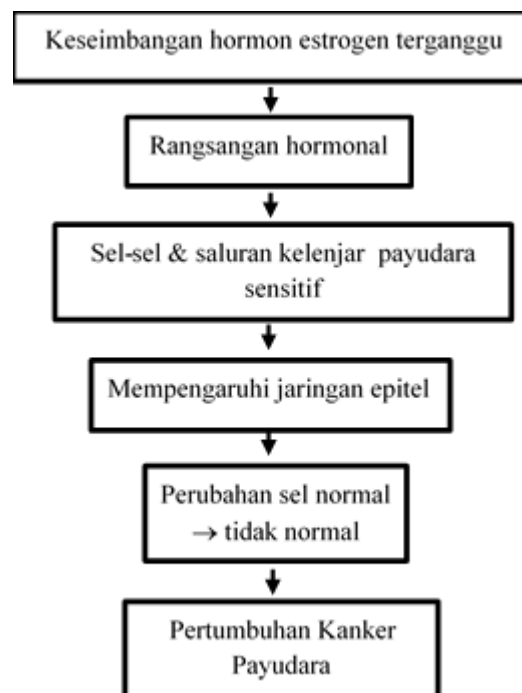 Keseimbangan hormon estrogen terganggu
Rangsangan hormonal
Sel-sel & saluran kelenjar payudara
sensitif
Mempengaruhi jaringan epitel
Perubahan sel normal
→ tidak normal
Pertumbuhan Kanker
Payudara